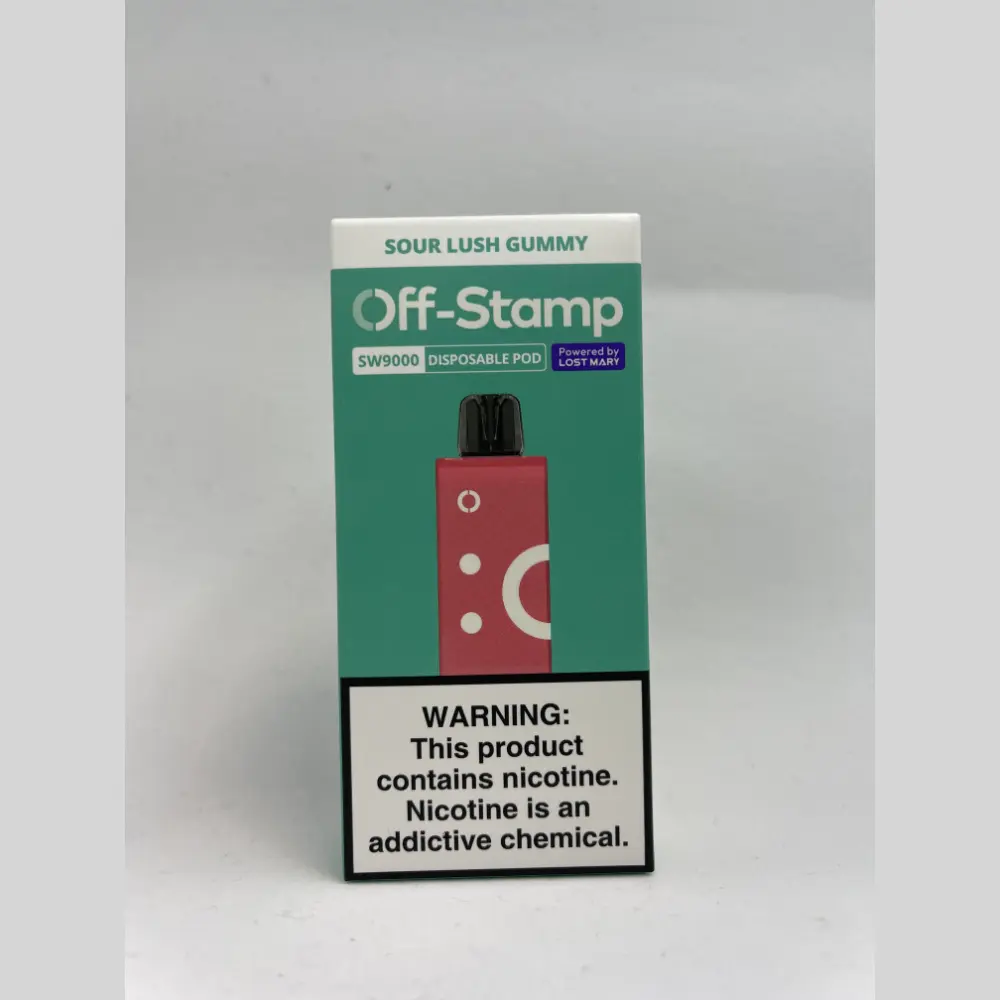 SOUR LUSH GUMMY
Off-Stamp
SW9000 DISPOSABLE POD
Powered by
LOST MARY
WARNING:
This product
contains nicotine.
Nicotine is an
addictive chemical.